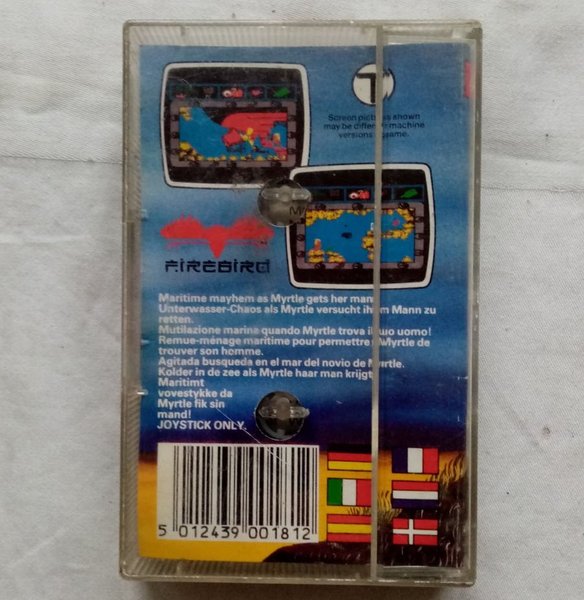 Screen pictures shown
may be different machine
versions game.
FIREBIRD
Maritime mayhem as Myrtle gets her man
Unterwasser-Chaos als Myrtle versucht ihrem Mann zu
retten.
Mutilazione marina quando Myrtle trova il suo uomo!
Remue-ménage maritime pour permettre Myrtle de
trouver son homme.
Agitada busqueda en el mar del novio de Myrtle.
Kolder in de zee als Myrtle haar man krijgt
Maritimt
vovestykke da
Myrtle fik sin
mand!
JOYSTICK ONLY.
5 012439 001812